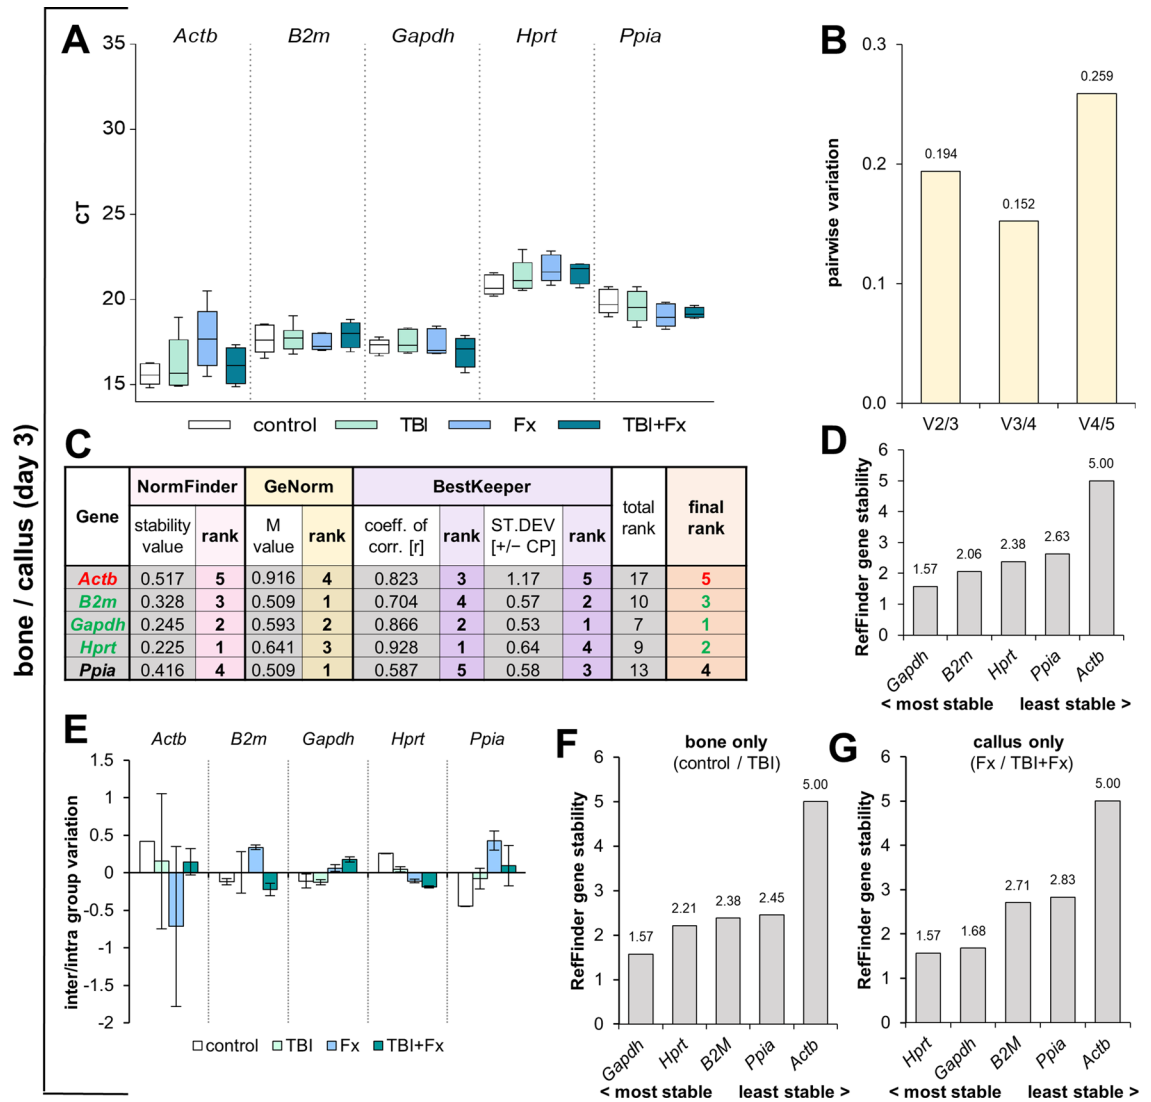 bone / callus (day 3)
A
Actb B2m Gapdh Hprt Ppia
35
30
25
20
15
CT
control TBI Fx TBI+Fx
B
0.3
0.2
0.1
0.0
pairwise variation
0.194
0.152
0.259
V2/3 V3/4 V4/5
C
Gene NormFinder GeNorm BestKeeper total rank final rank
stability value rank M value rank coeff. of corr. [r] rank ST.DEV [+/− CP] rank
Actb 0.517 5 0.916 4 0.823 3 1.17 5 17 5
B2m 0.328 3 0.509 1 0.704 4 0.57 2 10 3
Gapdh 0.245 2 0.593 2 0.866 2 0.53 1 7 1
Hprt 0.225 1 0.641 3 0.928 1 0.64 4 9 2
Ppia 0.416 4 0.509 1 0.587 5 0.58 3 13 4
D
RefFinder gene stability
6
5
4
3
2
1
0
1.57 2.06 2.38 2.63 5.00
Gapdh B2m Hprt Ppia Actb
< most stable least stable >
E
Actb B2m Gapdh Hprt Ppia
inter/intra group variation
1.5
1
0.5
0
-0.5
-1
-1.5
-2
control TBI Fx TBI+Fx
F
bone only
(control / TBI)
RefFinder gene stability
6
5
4
3
2
1
0
1.57 2.21 2.38 2.45 5.00
Gapdh Hprt B2M Ppia Actb
< most stable least stable >
G
callus only
(Fx / TBI+Fx)
RefFinder gene stability
6
5
4
3
2
1
0
1.57 1.68 2.71 2.83 5.00
Hprt Gapdh B2M Ppia Actb
< most stable least stable >